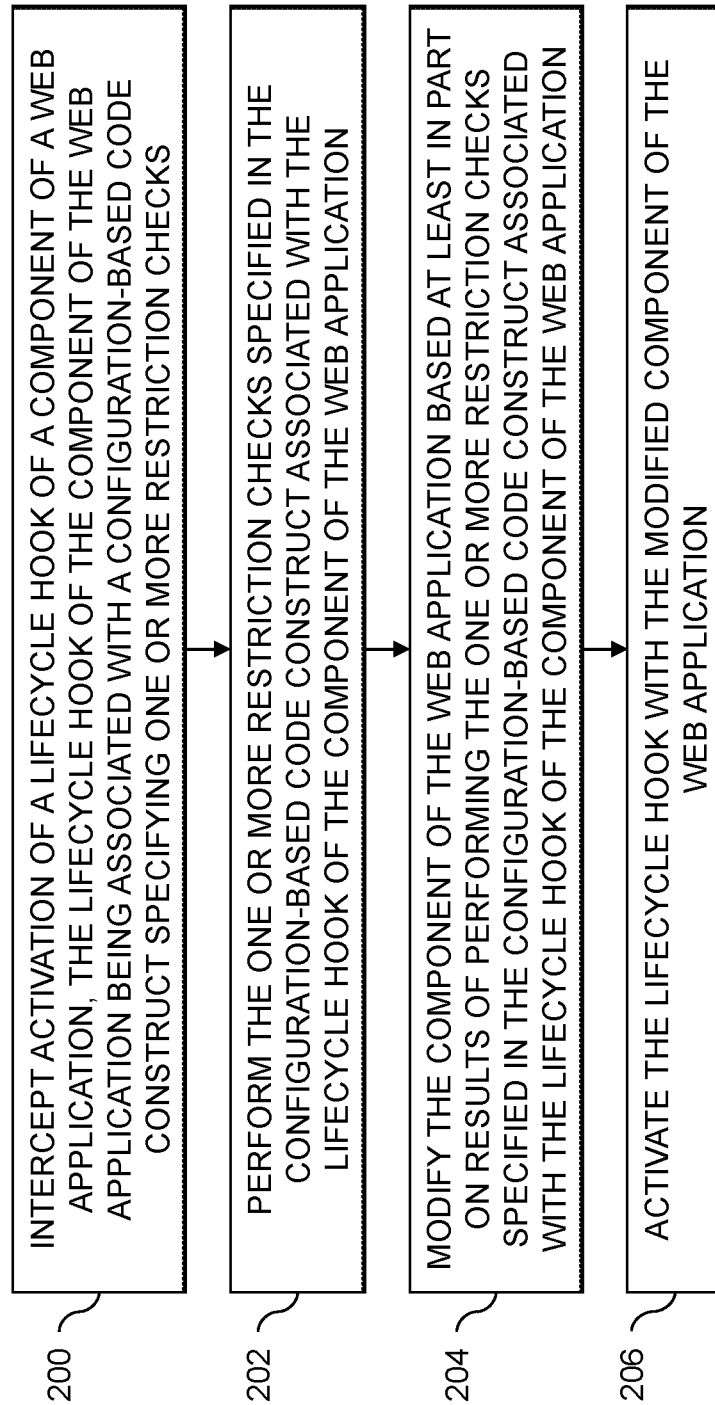 200
INTERCEPT ACTIVATION OF A LIFECYCLE HOOK OF A COMPONENT OF A WEB
APPLICATION, THE LIFECYCLE HOOK OF THE COMPONENT OF THE WEB
APPLICATION BEING ASSOCIATED WITH A CONFIGURATION-BASED CODE
CONSTRUCT SPECIFYING ONE OR MORE RESTRICTION CHECKS
202
PERFORM THE ONE OR MORE RESTRICTION CHECKS SPECIFIED IN THE
CONFIGURATION-BASED CODE CONSTRUCT ASSOCIATED WITH THE
LIFECYCLE HOOK OF THE COMPONENT OF THE WEB APPLICATION
204
MODIFY THE COMPONENT OF THE WEB APPLICATION BASED AT LEAST IN PART
ON RESULTS OF PERFORMING THE ONE OR MORE RESTRICTION CHECKS
SPECIFIED IN THE CONFIGURATION-BASED CODE CONSTRUCT ASSOCIATED
WITH THE LIFECYCLE HOOK OF THE COMPONENT OF THE WEB APPLICATION
206
ACTIVATE THE LIFECYCLE HOOK WITH THE MODIFIED COMPONENT OF THE
WEB APPLICATION